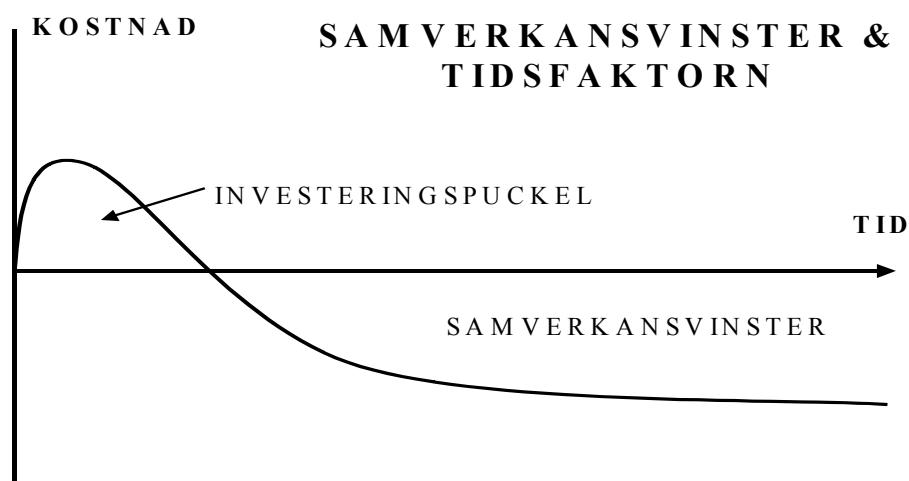 KOSTNAD
SAMVERKANSVINSTER &
TIDSFAKTORN
INVESTERINGSPUCKEL
TID
SAMVERKANSVINSTER